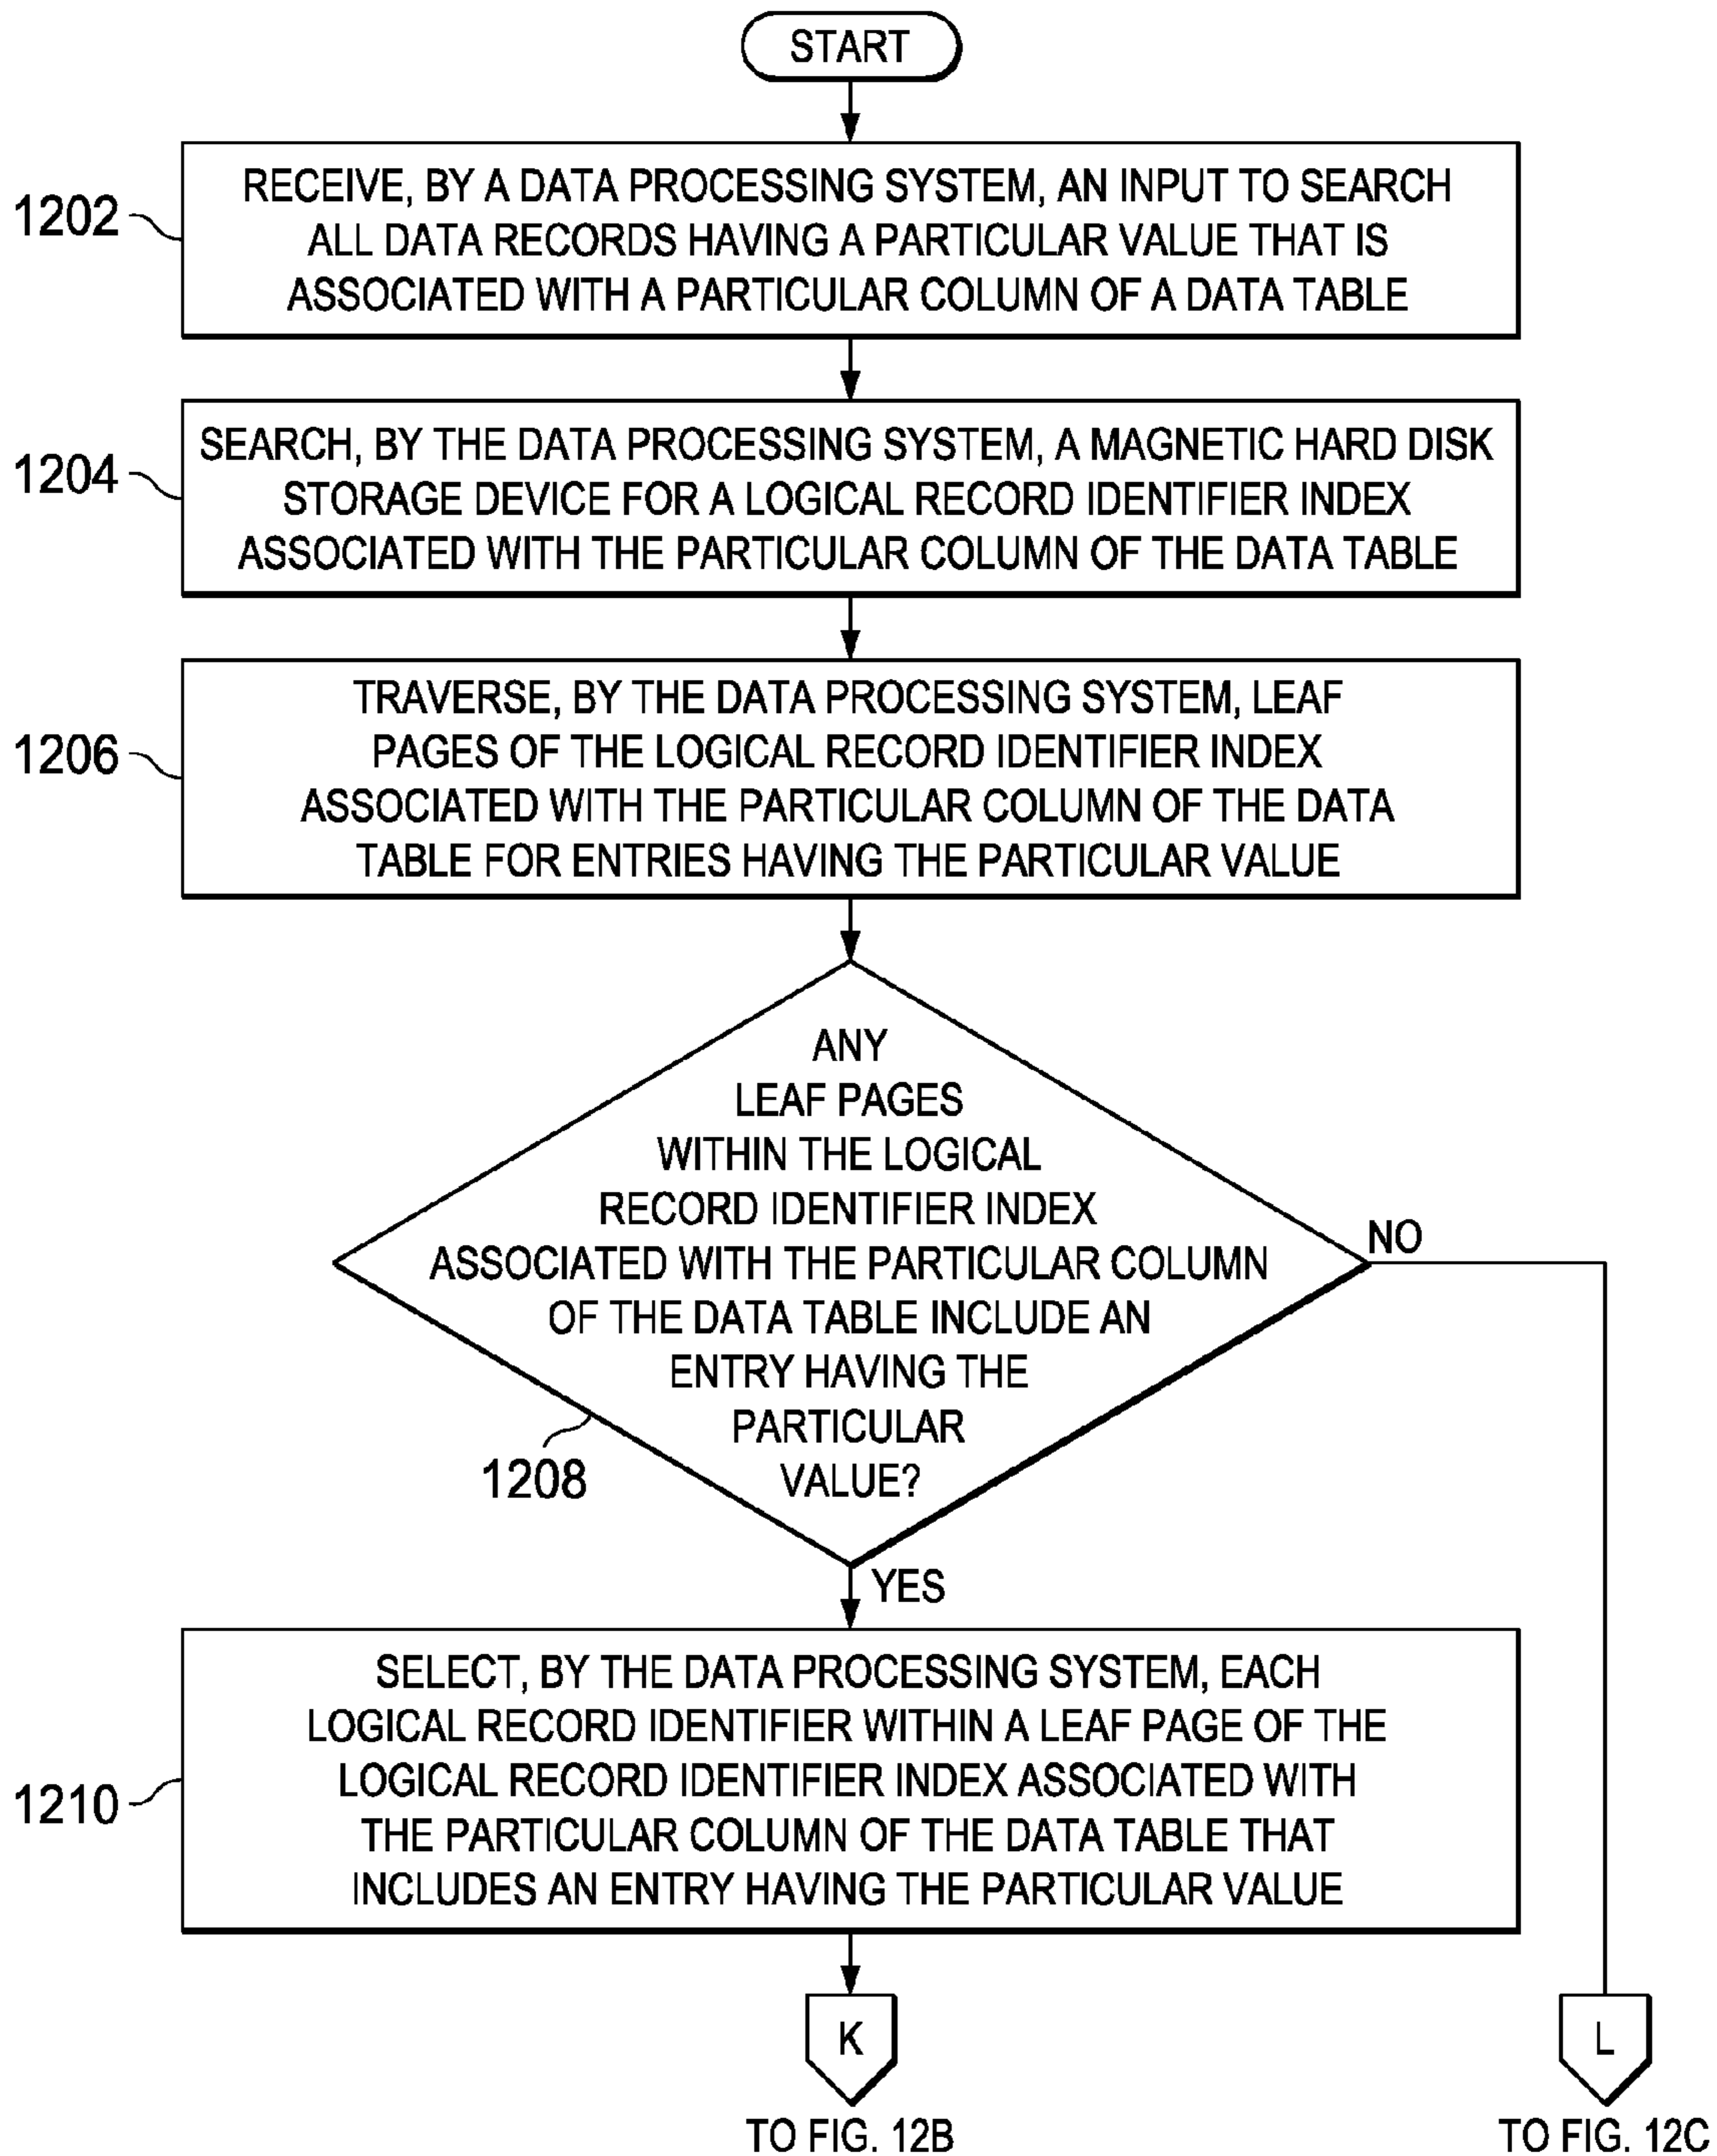 START
1202
RECEIVE, BY A DATA PROCESSING SYSTEM, AN INPUT TO SEARCH
ALL DATA RECORDS HAVING A PARTICULAR VALUE THAT IS
ASSOCIATED WITH A PARTICULAR COLUMN OF A DATA TABLE
1204
SEARCH, BY THE DATA PROCESSING SYSTEM, A MAGNETIC HARD DISK
STORAGE DEVICE FOR A LOGICAL RECORD IDENTIFIER INDEX
ASSOCIATED WITH THE PARTICULAR COLUMN OF THE DATA TABLE
1206
TRAVERSE, BY THE DATA PROCESSING SYSTEM, LEAF
PAGES OF THE LOGICAL RECORD IDENTIFIER INDEX
ASSOCIATED WITH THE PARTICULAR COLUMN OF THE DATA
TABLE FOR ENTRIES HAVING THE PARTICULAR VALUE
ANY
LEAF PAGES
WITHIN THE LOGICAL
RECORD IDENTIFIER INDEX
ASSOCIATED WITH THE PARTICULAR COLUMN
OF THE DATA TABLE INCLUDE AN
ENTRY HAVING THE
PARTICULAR
VALUE?
1208
NO
YES
1210
SELECT, BY THE DATA PROCESSING SYSTEM, EACH
LOGICAL RECORD IDENTIFIER WITHIN A LEAF PAGE OF THE
LOGICAL RECORD IDENTIFIER INDEX ASSOCIATED WITH
THE PARTICULAR COLUMN OF THE DATA TABLE THAT
INCLUDES AN ENTRY HAVING THE PARTICULAR VALUE
K
TO FIG. 12B
L
TO FIG. 12C